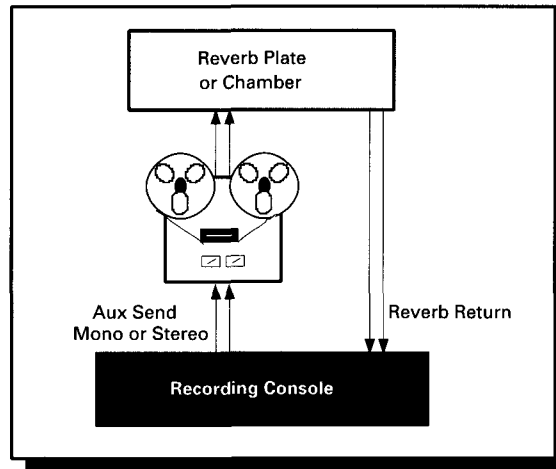 Reverb Plate
or Chamber
Aux Send
Mono or Stereo
Reverb Return
Recording Console